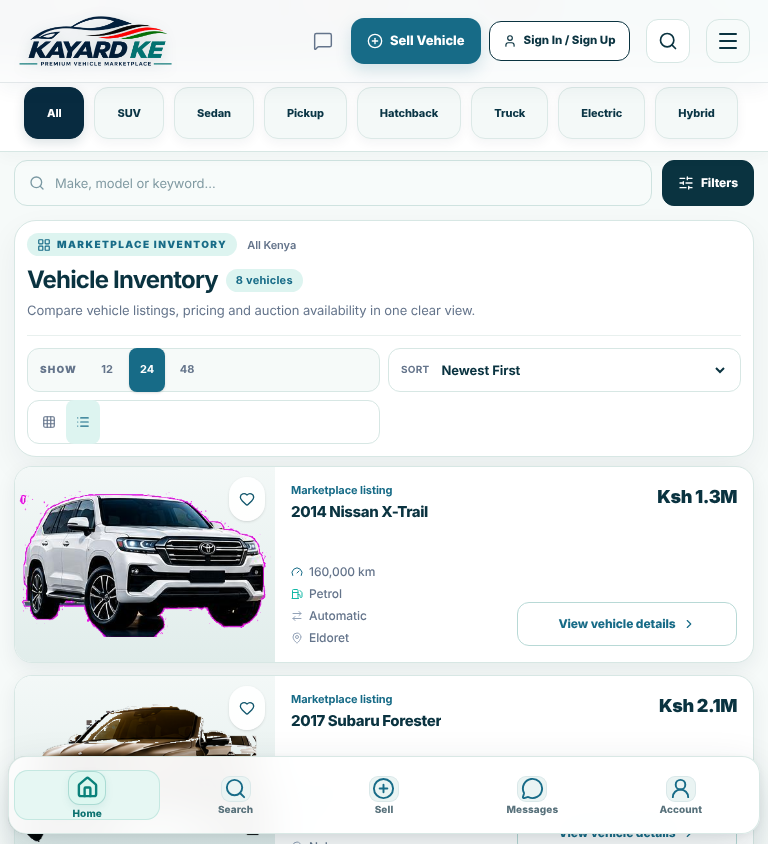 KAYARD KE
PREMIUM VEHICLE MARKETPLACE
Sell Vehicle
Sign In / Sign Up
All
SUV
Sedan
Pickup
Hatchback
Truck
Electric
Hybrid
Make, model or keyword...
Filters
MARKETPLACE INVENTORY
All Kenya
Vehicle Inventory
8 vehicles
Compare vehicle listings, pricing and auction availability in one clear view.
SHOW
12
24
48
SORT
Newest First
Marketplace listing
Ksh 1.3M
2014 Nissan X-Trail
160,000 km
Petrol
Automatic
Eldoret
View vehicle details
Marketplace listing
Ksh 2.1M
2017 Subaru Forester
Home
Search
Sell
Messages
Account
View vehicle details